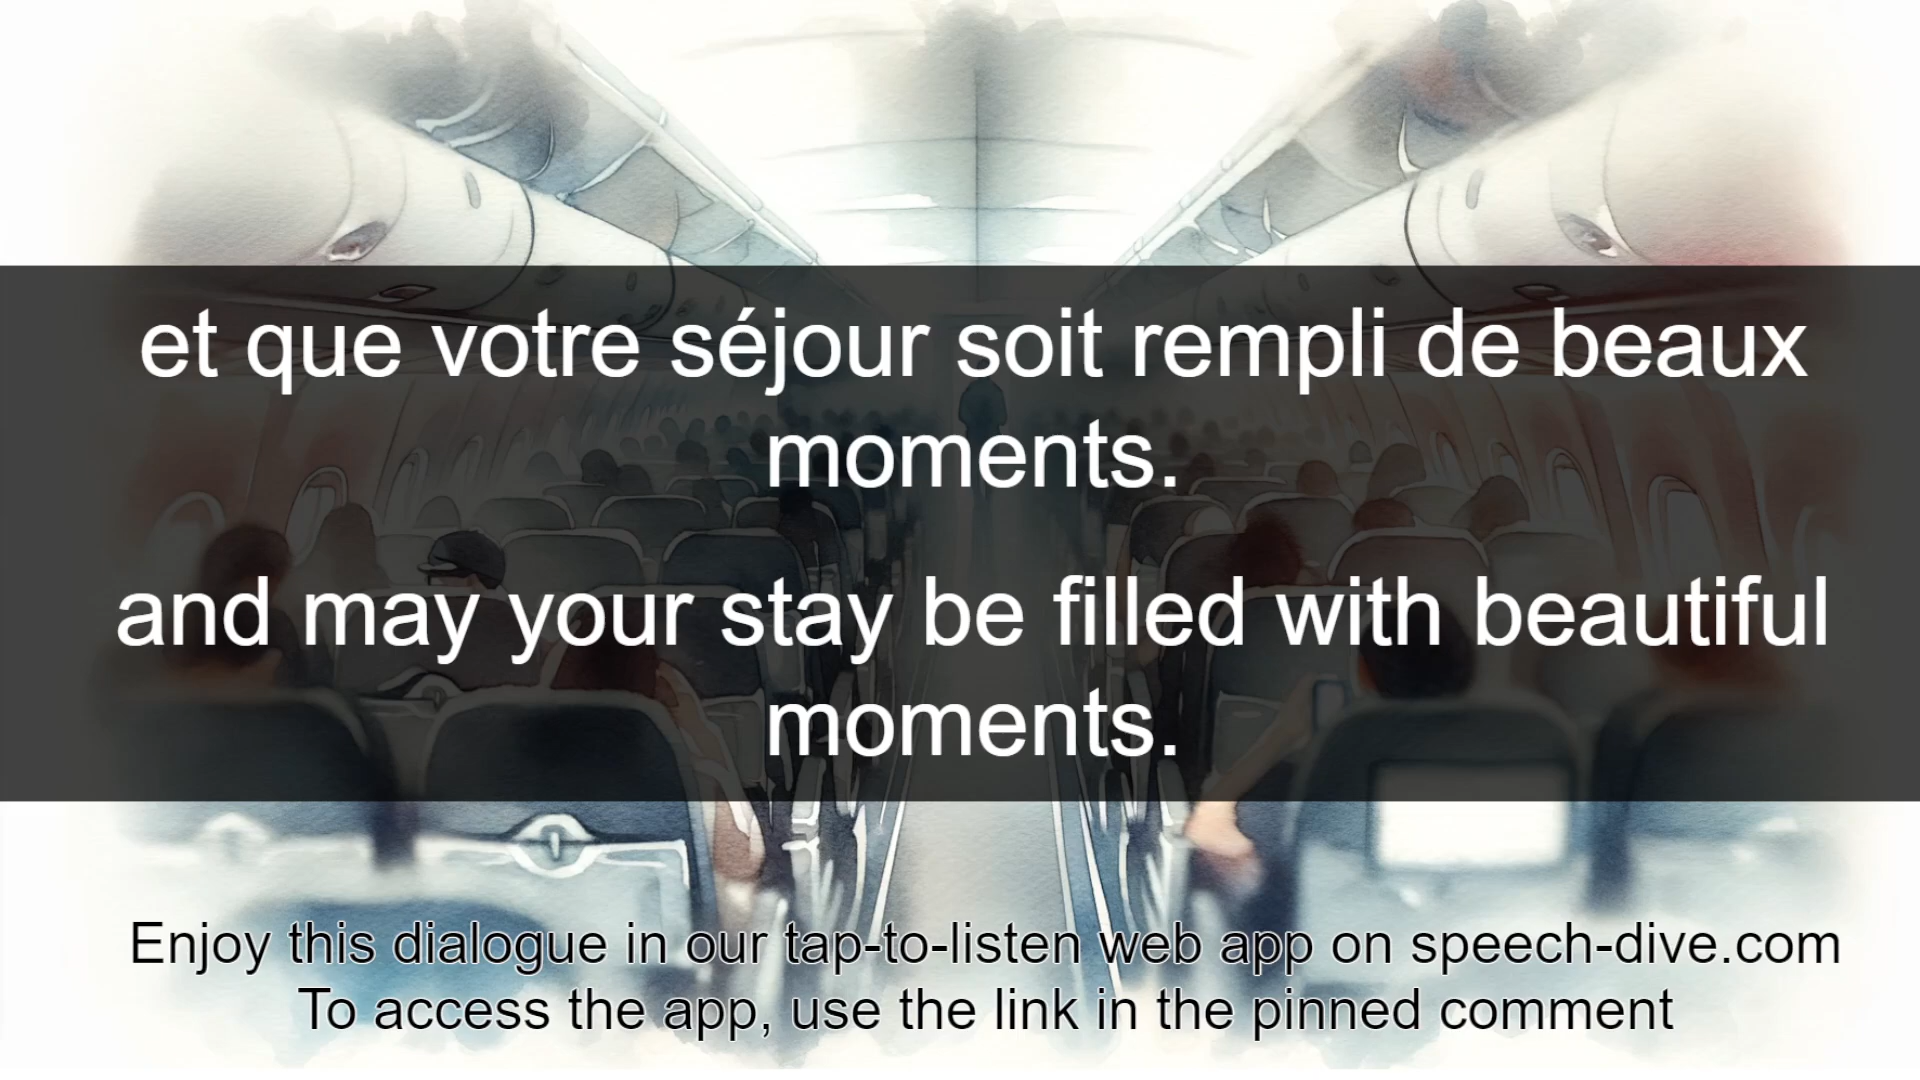 et que votre séjour soit rempli de beaux
moments.
and may your stay be filled with beautiful
moments.
Enjoy this dialogue in our tap-to-listen web app on speech-dive.com
To access the app, use the link in the pinned comment